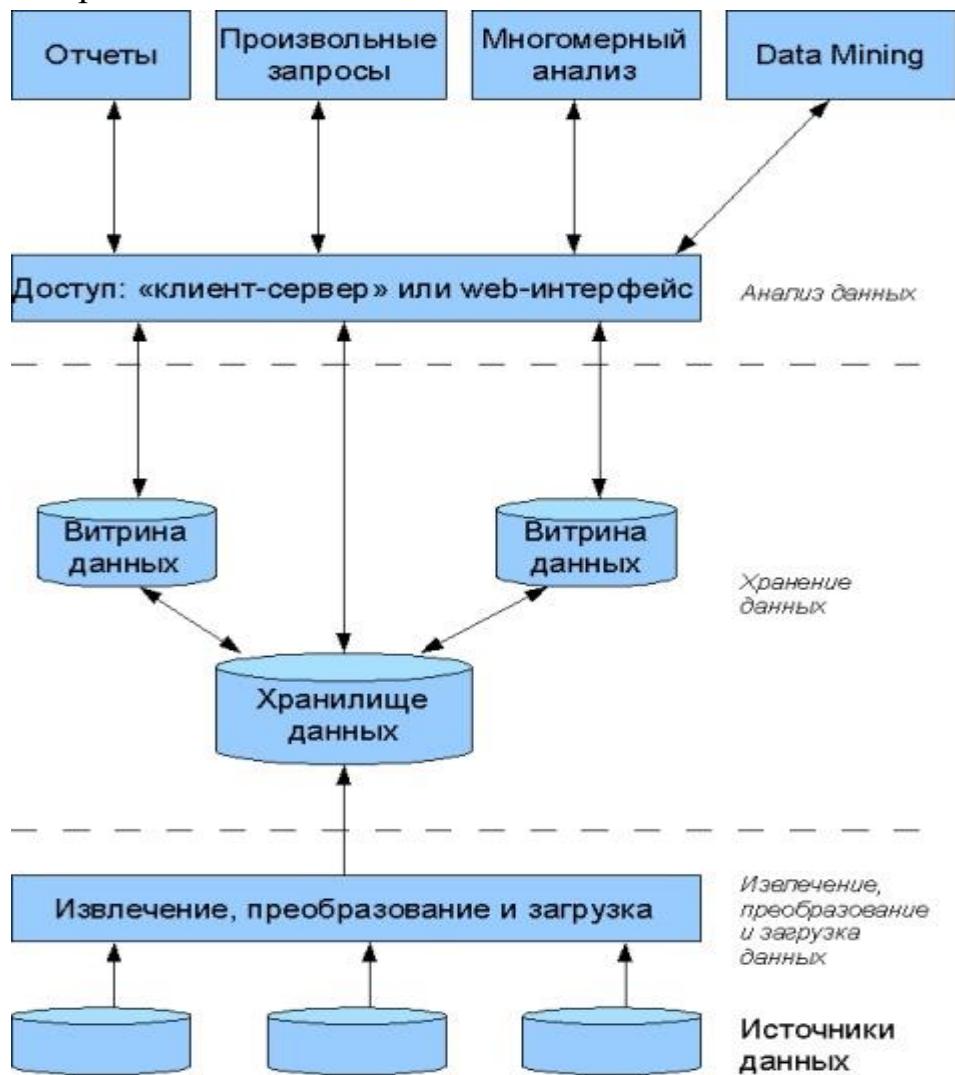 Отчеты
Произвольные
запросы
Многомерный
анализ
Data Mining
Доступ: «клиент-сервер» или web-интерфейс
Анализ данных
Витрина
данных
Витрина
данных
Хранение
данных
Хранилище
данных
Извлечение, преобразование и загрузка
Извлечение,
преобразование
и загрузка
данных
Источники
данных